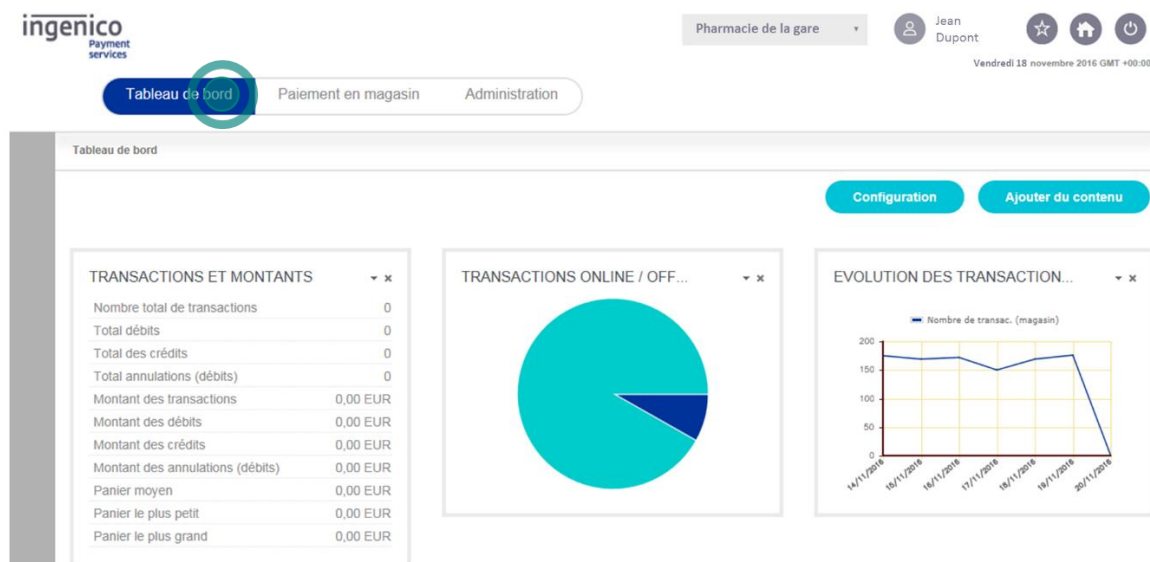 ingenico
Payment
services
Pharmacie de la gare
Jean
Dupont
Vendredi 18 novembre 2016 GMT +00:00
Tableau de bord
Paiement en magasin
Administration
Tableau de bord
Configuration
Ajouter du contenu
TRANSACTIONS ET MONTANTS
Nombre total de transactions 0
Total débits 0
Total des crédits 0
Total annulations (débits) 0
Montant des transactions 0,00 EUR
Montant des débits 0,00 EUR
Montant des crédits 0,00 EUR
Montant des annulations (débits) 0,00 EUR
Panier moyen 0,00 EUR
Panier le plus petit 0,00 EUR
Panier le plus grand 0,00 EUR
TRANSACTIONS ONLINE / OFF...
EVOLUTION DES TRANSACTION...
Nombre de transac. (magasin)
200
150
100
50
0
14/11/2016
15/11/2016
16/11/2016
17/11/2016
18/11/2016
19/11/2016
20/11/2016